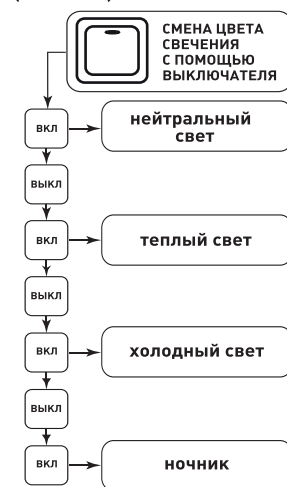 СМЕНА ЦВЕТА
СВЕЧЕНИЯ
С ПОМОЩЬЮ
ВЫКЛЮЧАТЕЛЯ
ВКЛ
нейтральный
свет
ВЫКЛ
ВКЛ
теплый свет
ВЫКЛ
ВКЛ
холодный свет
ВЫКЛ
ВКЛ
ночник